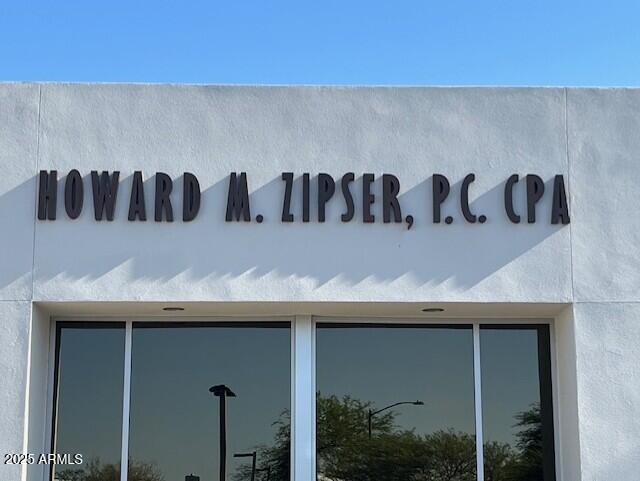 HOWARD M. ZIPSER, P.C. CPA
2025 ARMLS